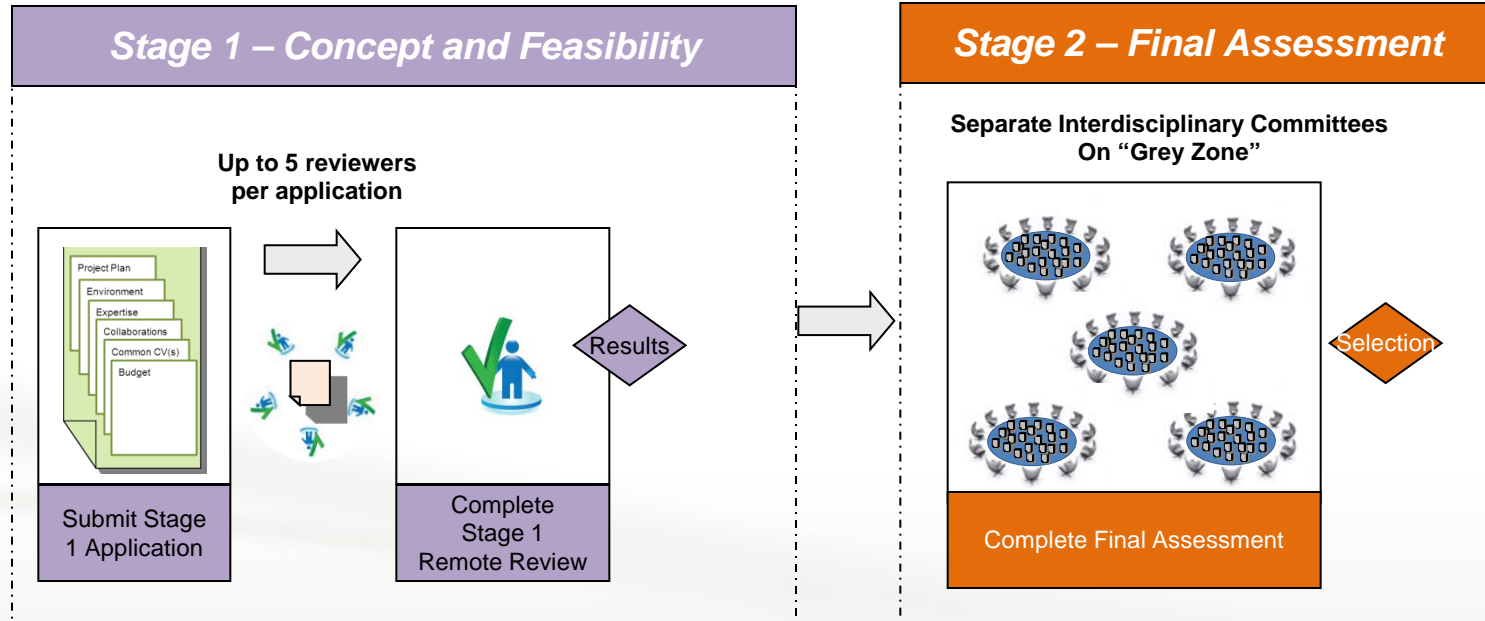 Stage 1 – Concept and Feasibility
Up to 5 reviewers
per application
Project Plan
Environment
Expertise
Collaborations
Common CV(s)
Budget
Submit Stage
1 Application
Complete
Stage 1
Remote Review
Results
Stage 2 – Final Assessment
Separate Interdisciplinary Committees
On “Grey Zone”
Complete Final Assessment
Selection